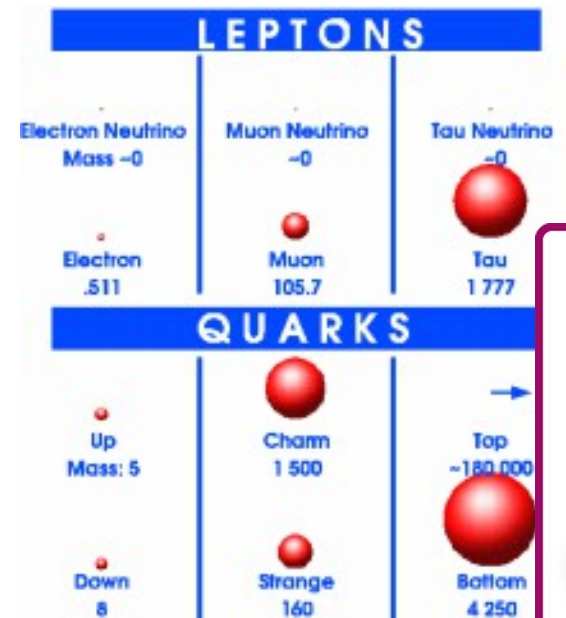 LEPTONS
Electron Neutrino Muon Neutrino Tau Neutrino
Mass ~0 ~0 ~0
Electron Muon Tau
.511 105.7 1 777
QUARKS
Up Charm Top
Mass: 5 1 500 ~180 000
Down Strange Bottom
8 160 4 250